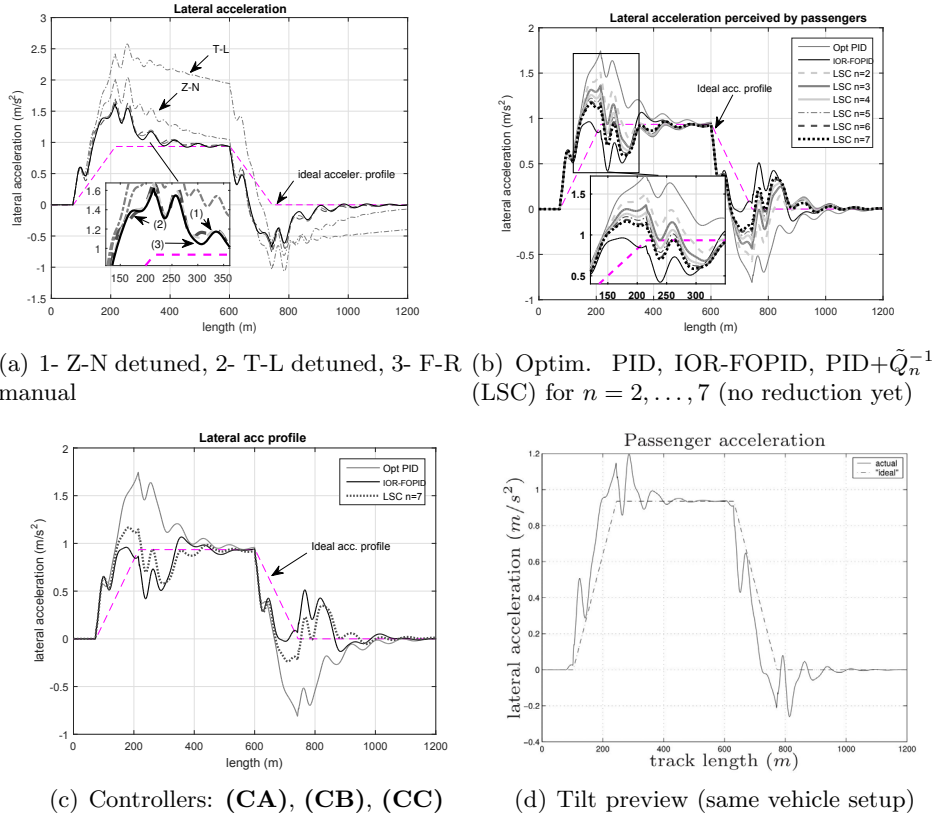 Lateral acceleration
3
2.5
2
1.5
1
0.5
0
-0.5
-1
-1.5
lateral acceleration (m/s²)
T-L
Z-N
ideal acceler. profile
1.6
1.4
1.2
1
(1)
(2)
(3)
150 200 250 300 350
0 200 400 600 800 1000 1200
length (m)
(a) 1- Z-N detuned, 2- T-L detuned, 3- F-R
manual
Lateral acceleration perceived by passengers
2
1.5
1
0.5
0
-0.5
-1
lateral acceleration (m/s²)
Opt PID
IOR-FOPID
LSC n=2
LSC n=3
LSC n=4
LSC n=5
LSC n=6
LSC n=7
Ideal acc. profile
1.5
1
0.5
150 200 250 300
0 200 400 600 800 1000 1200
length (m)
(b) Optim. PID, IOR-FOPID, PID+Q̃ₙ⁻¹
(LSC) for n = 2, . . . , 7 (no reduction yet)
Lateral acc profile
2
1.5
1
0.5
0
-0.5
-1
lateral acceleration (m/s²)
Opt PID
IOR-FOPID
LSC n=7
Ideal acc. profile
0 200 400 600 800 1000 1200
length (m)
(c) Controllers: (CA), (CB), (CC)
Passenger acceleration
1.2
1
0.8
0.6
0.4
0.2
0
-0.2
-0.4
lateral acceleration (m/s²)
actual
"ideal"
0 200 400 600 800 1000 1200
track length (m)
(d) Tilt preview (same vehicle setup)